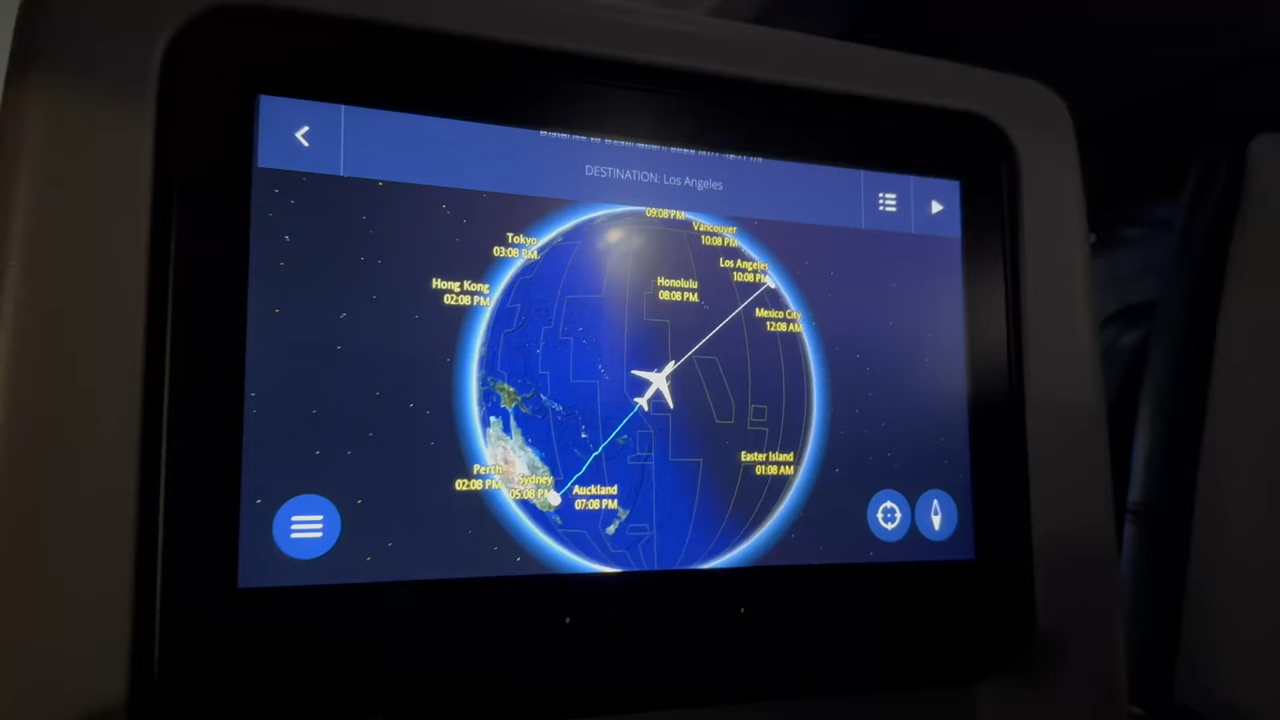 DESTINATION: Los Angeles
09:08 PM
Vancouver
10:08 PM
Tokyo
03:08 PM
Los Angeles
10:08 PM
Honolulu
08:08 PM
Hong Kong
02:08 PM
Mexico City
12:08 AM
Easter Island
01:08 AM
Perth
02:08 PM
Sydney
05:08 PM
Auckland
07:08 PM